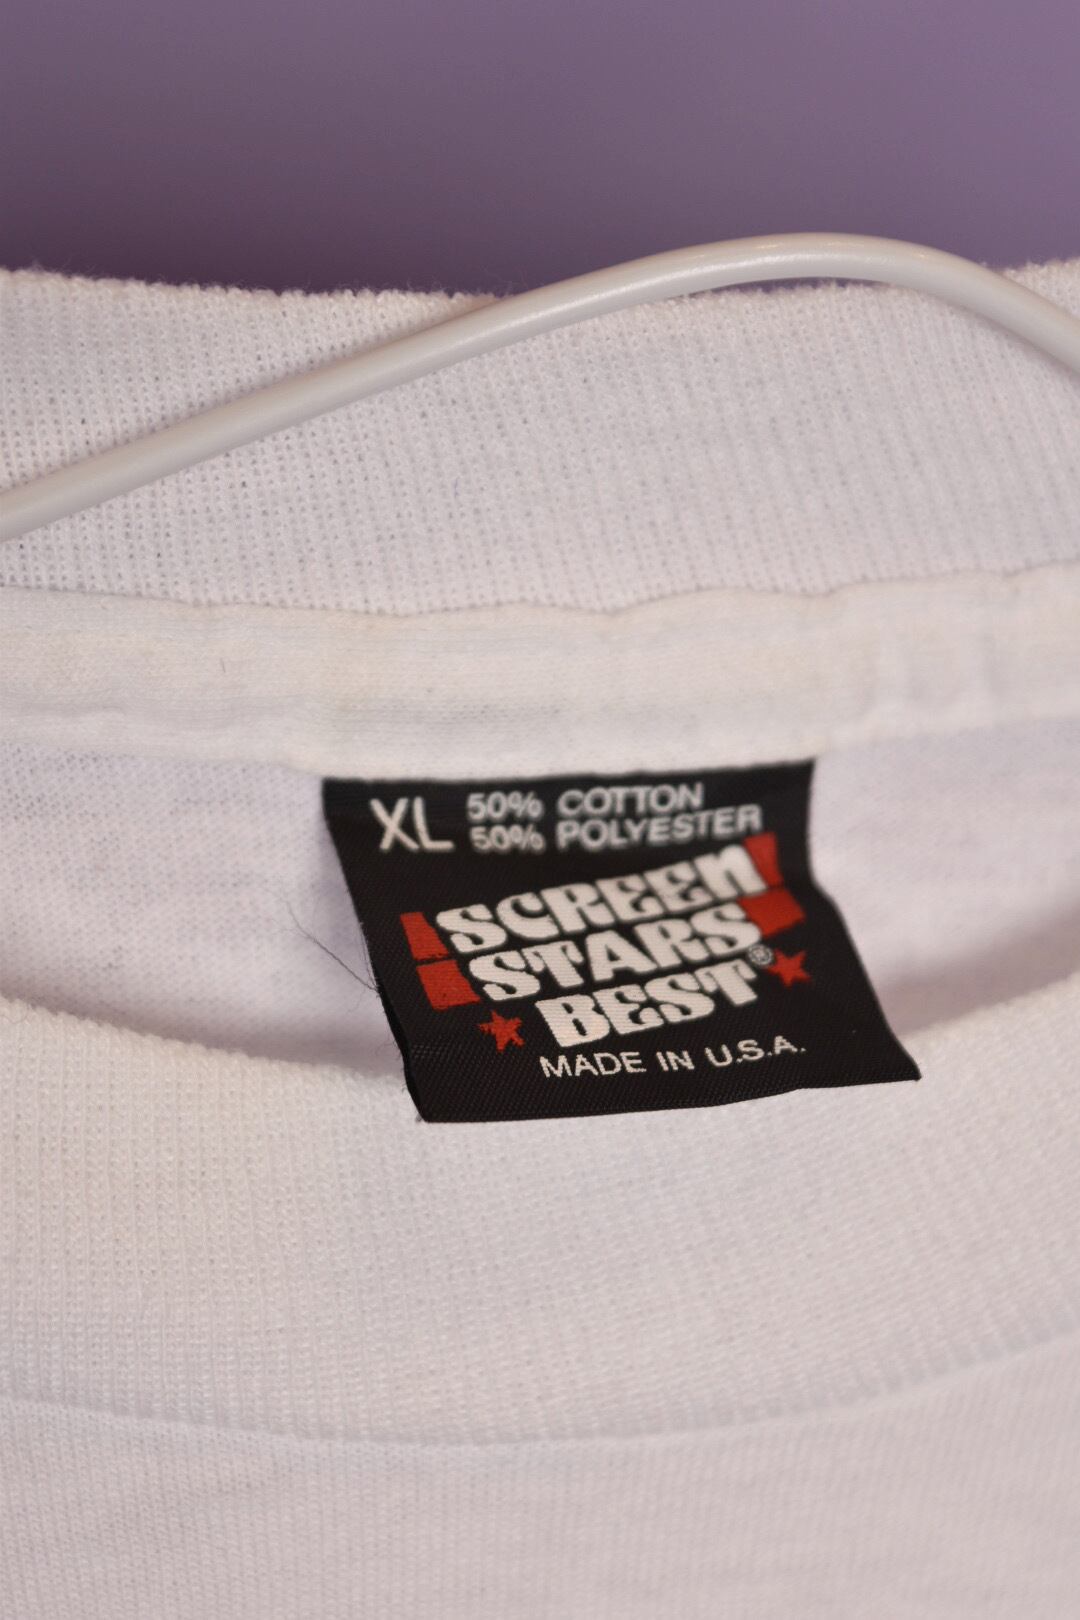 XL 50% COTTON
50% POLYESTER
SCREEN
STARS
BEST®
MADE IN U.S.A.